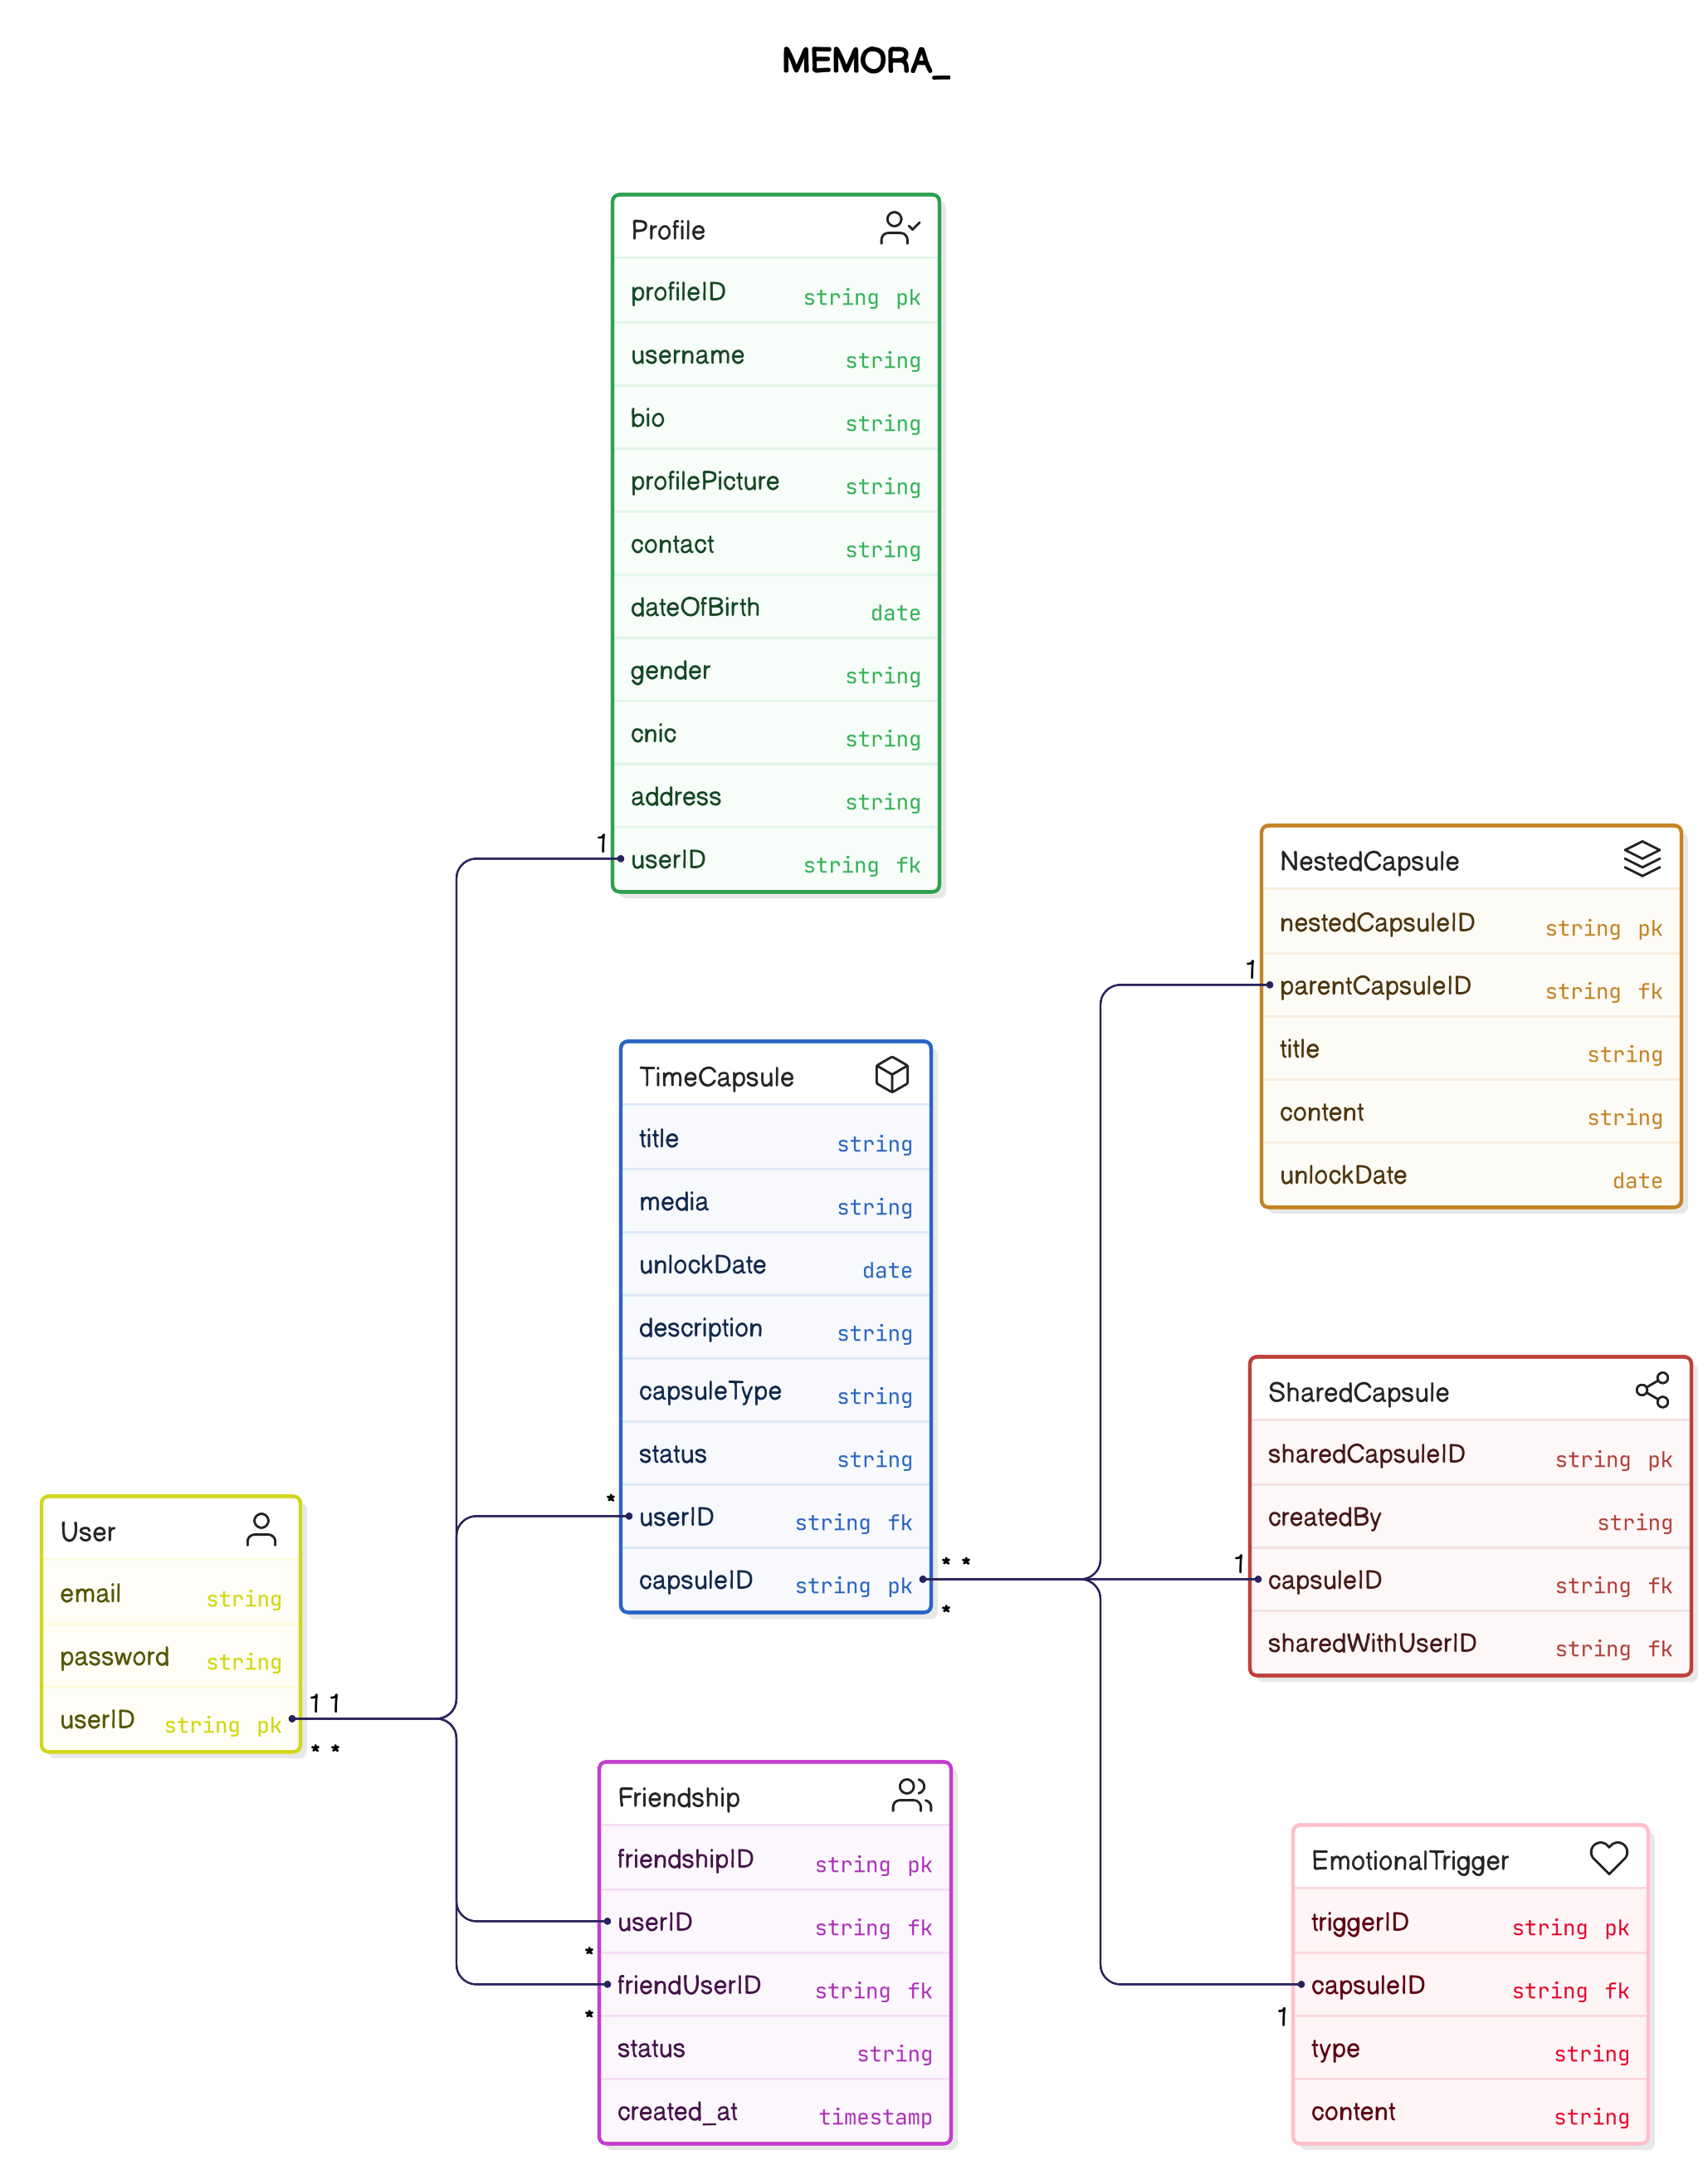 MEMORA_
Profile
profileID string pk
username string
bio string
profilePicture string
contact string
dateOfBirth date
gender string
cnic string
address string
1
userID string fk
TimeCapsule
title string
media string
unlockDate date
description string
capsuleType string
status string
*
userID string fk
capsuleID string pk
* *
*
User
email string
password string
userID string pk
1 1
* *
Friendship
friendshipID string pk
userID string fk
*
friendUserID string fk
*
status string
created_at timestamp
NestedCapsule
nestedCapsuleID string pk
1
parentCapsuleID string fk
title string
content string
unlockDate date
SharedCapsule
sharedCapsuleID string pk
createdBy string
1
capsuleID string fk
sharedWithUserID string fk
EmotionalTrigger
triggerID string pk
capsuleID string fk
1
type string
content string